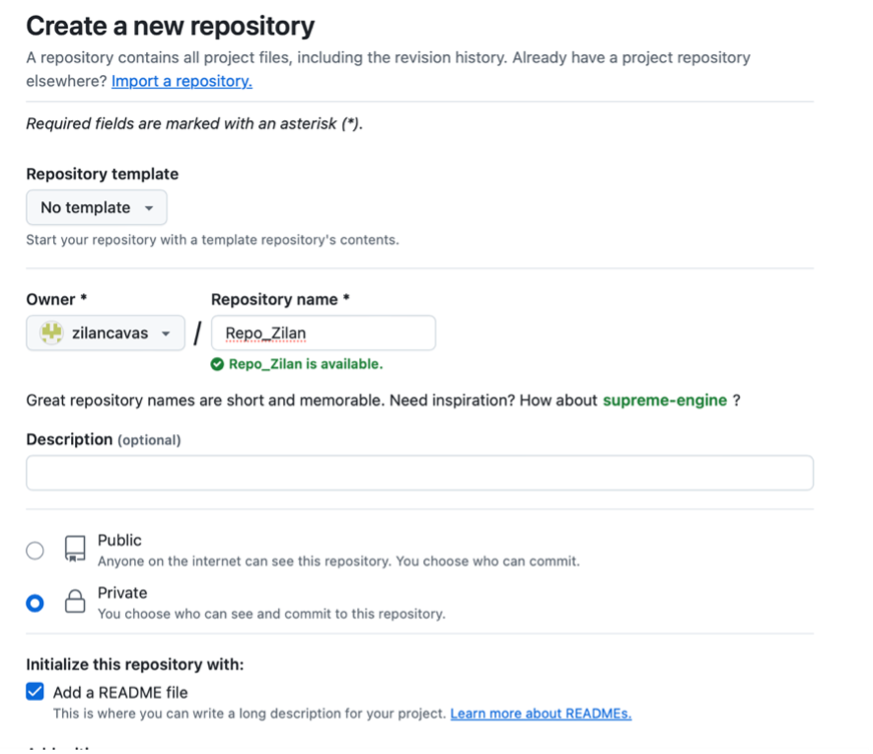 Create a new repository
A repository contains all project files, including the revision history. Already have a project repository
elsewhere? Import a repository.
Required fields are marked with an asterisk (*).
Repository template
No template
Start your repository with a template repository's contents.
Owner * Repository name *
zilancavas / Repo_Zilan
Repo_Zilan is available.
Great repository names are short and memorable. Need inspiration? How about supreme-engine ?
Description (optional)
Public
Anyone on the internet can see this repository. You choose who can commit.
Private
You choose who can see and commit to this repository.
Initialize this repository with:
Add a README file
This is where you can write a long description for your project. Learn more about READMEs.